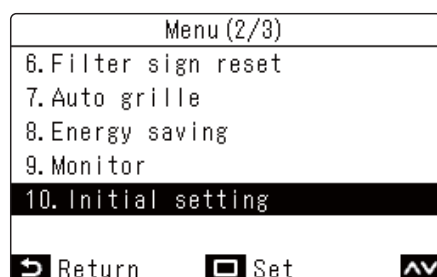 Menu(2/3)
6.Filter sign reset
7.Auto grille
8.Energy saving
9.Monitor
10.Initial setting
Return Set